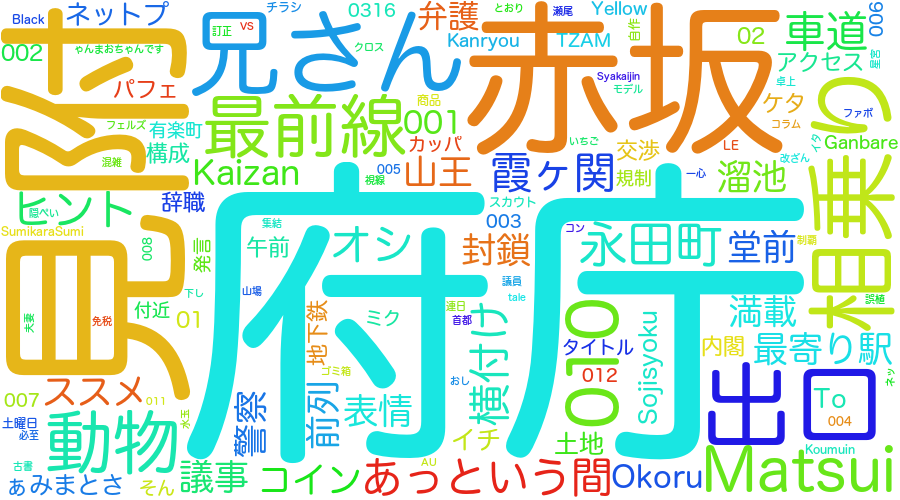 Black
ネットプ
チラシ
訂正
VS
0316
弁護
とおり
瀬尾
Yellow
006
002
ゃんまおちゃんです
兄さん
クロス
Kanryou
TZAM
自作
02
車道
星宮
内見
パフェ
赤坂
Syakaijin
モデル
アクセス
卓上
フェルズ
有楽町
最前線
商品
001
カッパ
いちご
LE
ケタ
コラム
ファボ
イタ
Ganbare
混雑
構成
Kaizan
視線
005
山王
霞ヶ関
交渉
規制
改ざん
溜池
一心
相乗り
ヒント
隠ぺい
辞職
スカウト
003
SumikaraSumi
008
発言
集結
午前
オシ
封鎖
コン
永田町
堂前
制覇
府庁
議員
tale
夫妻
免税
付近
下し
01
山場
地下鉄
ミク
連日
首都
横付け
010
満載
誤植
タイトル
内閣
最寄り駅
ネッ
007
ススメ
011
ゴミ箱
おし
012
Sojisyoku
出口
To
004
土曜日
必至
動物
水玉
警察
前列
表情
イチ
土地
Koumuin
古書
ぁみまとさ
そん
議事
コイン
AU
あっという間
Okoru
Matsui